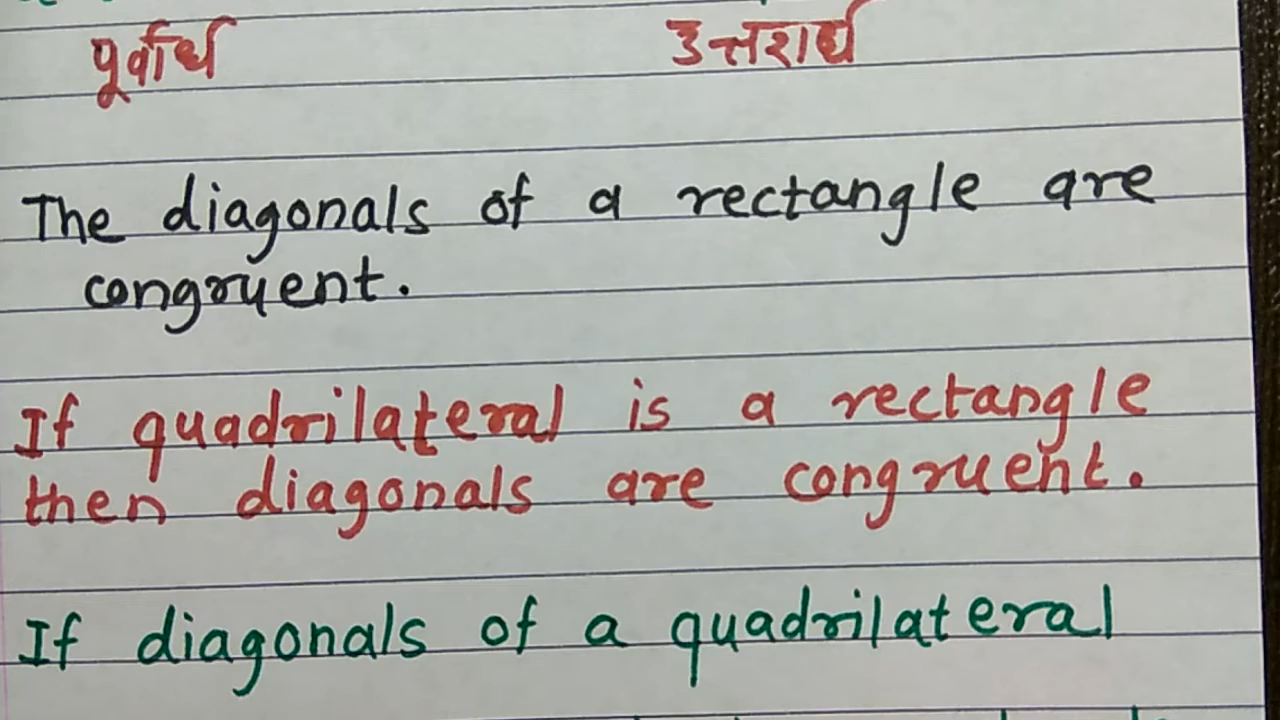 पूर्वार्ध उत्तरार्ध
The diagonals of a rectangle are
congruent.
If quadrilateral is a rectangle
then diagonals are congruent.
If diagonals of a quadrilateral